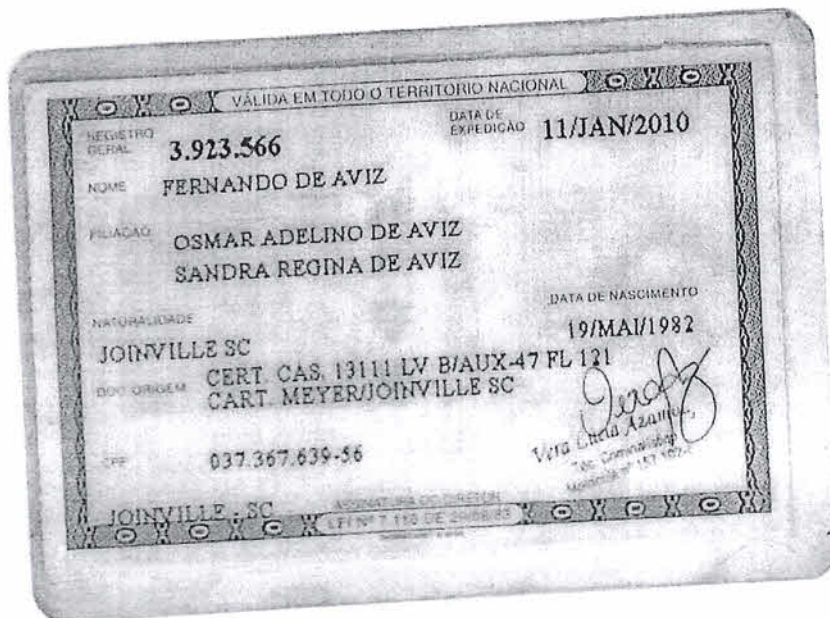 VÁLIDA EM TODO O TERRITÓRIO NACIONAL
REGISTRO GERAL 3.923.566 DATA DE EXPEDIÇÃO 11/JAN/2010
NOME FERNANDO DE AVIZ
FILIAÇÃO OSMAR ADELINO DE AVIZ
SANDRA REGINA DE AVIZ
NATURALIDADE DATA DE NASCIMENTO
JOINVILLE SC 19/MAI/1982
DOC ORIGEM CERT. CAS. 13111 LV B/AUX-47 FL 121
CART. MEYER/JOINVILLE SC
CPF 037.367.639-56
Vera Lucia
JOINVILLE - SC
ASSINATURA DO DIRETOR
LEI Nº 7.116 DE